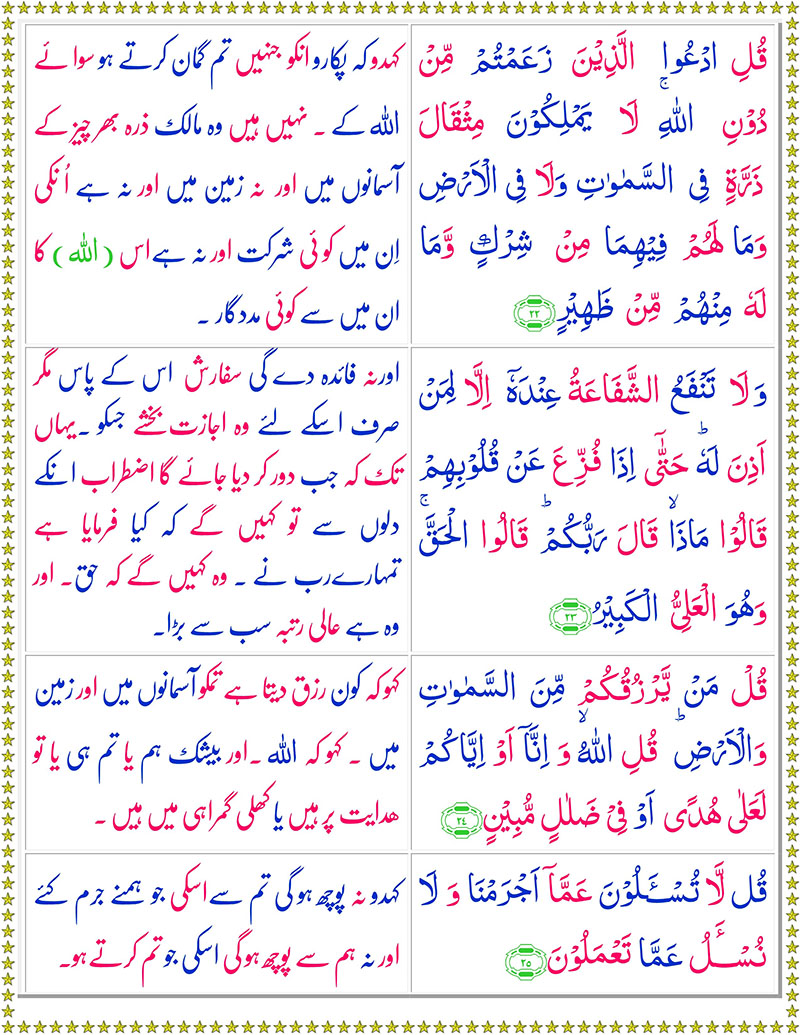 قُلِ ادْعُوا الَّذِيْنَ زَعَمْتُمْ مِّنْ
دُوْنِ اللّٰهِ ۚ لَا يَمْلِكُوْنَ مِثْقَالَ
ذَرَّةٍ فِى السَّمٰوٰتِ وَلَا فِى الْاَرْضِ
وَمَا لَهُمْ فِيْهِمَا مِنْ شِرْكٍ وَّمَا
لَهٗ مِنْهُمْ مِّنْ ظَهِيْرٍ ﴿۲۲﴾
کہدو کہ پکارو انکو جنہیں تم گمان کرتے ہو سوائے
اللہ کے ۔ نہیں ہیں وہ مالک ذرہ بھر چیز کے
آسمانوں میں اور نہ زمین میں اور نہ ہے اُنکی
اِن میں کوئی شرکت اور نہ ہے اس (اللہ) کا
ان میں سے کوئی مددگار ۔
وَلَا تَنْفَعُ الشَّفَاعَةُ عِنْدَهٗۤ اِلَّا لِمَنْ
اَذِنَ لَهٗ ؕ حَتّٰٓى اِذَا فُزِّعَ عَنْ قُلُوْبِهِمْ
قَالُوْا مَاذَا ۙ قَالَ رَبُّكُمْ ؕ قَالُوا الْحَقَّ ۚ
وَهُوَ الْعَلِىُّ الْكَبِيْرُ ﴿۲۳﴾
اورنہ فائدہ دے گی سفارش اس کے پاس مگر
صرف اسکے لئے وہ اجازت بخشے جسکو ۔ یہاں
تک کہ جب دور کر دیا جائے گا اضطراب انکے
دلوں سے تو کہیں گے کہ کیا فرمایا ہے
تمہارے رب نے ۔ وہ کہیں گے کہ حق ۔ اور
وہ ہے عالی رتبہ سب سے بڑا ۔
قُلْ مَنْ يَّرْزُقُكُمْ مِّنَ السَّمٰوٰتِ
وَالْاَرْضِ ؕ قُلِ اللّٰهُ ۙ وَ اِنَّاۤ اَوْ اِيَّاكُمْ
لَعَلٰى هُدًى اَوْ فِىْ ضَلٰلٍ مُّبِيْنٍ ﴿۲٤﴾
کہو کہ کون رزق دیتا ہے تمکو آسمانوں میں اور زمین
میں ۔ کہو کہ اللہ ۔ اور بیشک ہم یا تم ہی یا تو
ھدایت پر ہیں یا کھلی گمراہی میں ہیں ۔
قُل لَّا تُسْـَٔلُوْنَ عَمَّاۤ اَجْرَمْنَا وَ لَا
نُسْـَٔلُ عَمَّا تَعْمَلُوْنَ ﴿۲۵﴾
کہدو نہ پوچھ ہوگی تم سے اسکی جو ہمنے جرم کئے
اور نہ ہم سے پوچھ ہوگی اسکی جو تم کرتے ہو ۔